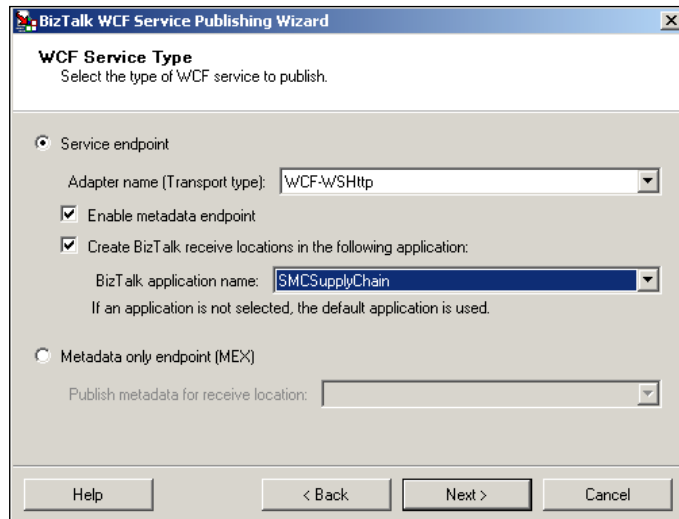 BizTalk WCF Service Publishing Wizard
WCF Service Type
Select the type of WCF service to publish.
Service endpoint
Adapter name (Transport type): WCF-WSHttp
Enable metadata endpoint
Create BizTalk receive locations in the following application:
BizTalk application name: SMCSupplyChain
If an application is not selected, the default application is used.
Metadata only endpoint (MEX)
Publish metadata for receive location:
Help < Back Next > Cancel